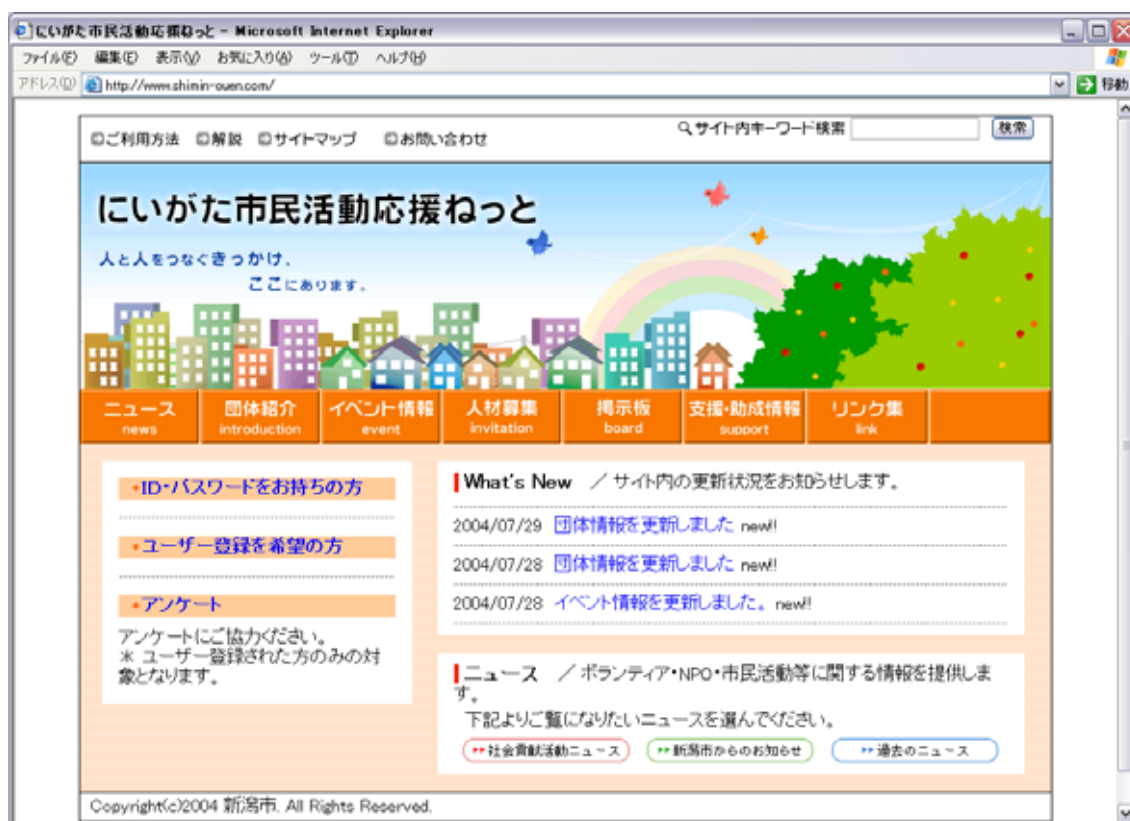 にいがた市民活動応援ねっと - Microsoft Internet Explorer
ファイル(F) 編集(E) 表示(V) お気に入り(A) ツール(T) ヘルプ(H)
アドレス(D) http://www.shimin-ouen.com/ 移動
ご利用方法 解説 サイトマップ お問い合わせ サイト内キーワード検索 検索
にいがた市民活動応援ねっと
人と人をつなぐきっかけ、
ここにあります。
ニュース 団体紹介 イベント情報 人材募集 掲示板 支援・助成情報 リンク集
news introduction event invitation board support link
ID・パスワードをお持ちの方
ユーザー登録を希望の方
アンケート
アンケートにご協力ください。
* ユーザー登録された方のみの対
象となります。
What's New ／サイト内の更新状況をお知らせします。
2004/07/29 団体情報を更新しました new!!
2004/07/28 団体情報を更新しました new!!
2004/07/28 イベント情報を更新しました。 new!!
ニュース ／ボランティア・NPO・市民活動等に関する情報を提供しま
す。
下記よりご覧になりたいニュースを選んでください。
社会貢献活動ニュース 新潟市からのお知らせ 過去のニュース
Copyright(c)2004 新潟市. All Rights Reserved.